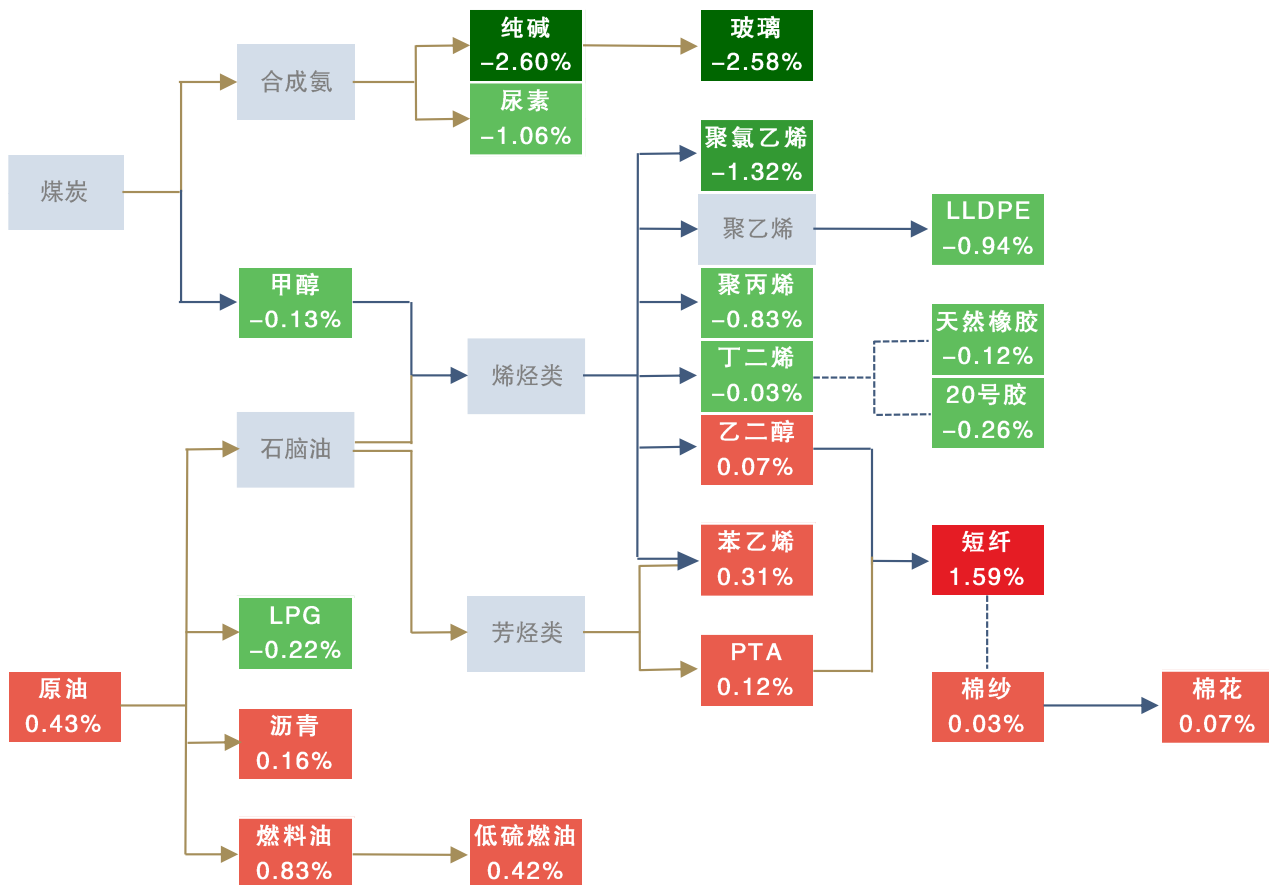 纯碱
-2.60%
玻璃
-2.58%
合成氨
尿素
-1.06%
聚氯乙烯
-1.32%
煤炭
聚乙烯
LLDPE
-0.94%
甲醇
-0.13%
聚丙烯
-0.83%
天然橡胶
-0.12%
烯烃类
丁二烯
-0.03%
20号胶
-0.26%
石脑油
乙二醇
0.07%
苯乙烯
0.31%
短纤
1.59%
LPG
-0.22%
芳烃类
PTA
0.12%
原油
0.43%
棉纱
0.03%
棉花
0.07%
沥青
0.16%
燃料油
0.83%
低硫燃油
0.42%